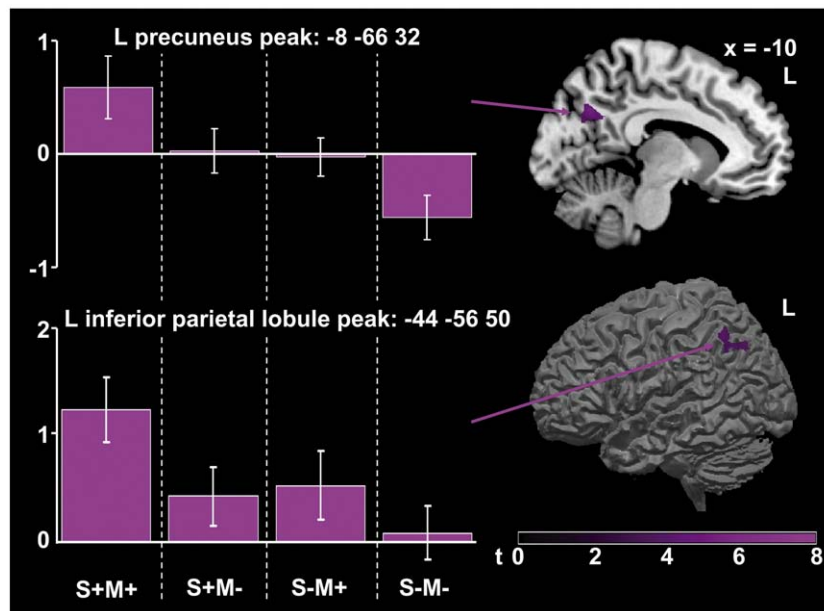 L precuneus peak: -8 -66 32
1
0
-1
x = -10
L
L inferior parietal lobule peak: -44 -56 50
2
1
0
L
S+M+ S+M- S-M+ S-M-
t 0 2 4 6 8